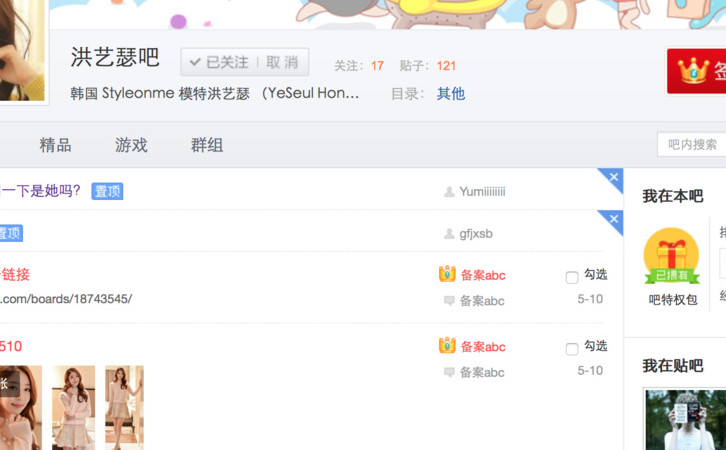 洪艺瑟吧
已关注 取消
关注: 17 贴子: 121
韩国 Styleonme 模特洪艺瑟 (YeSeul Hon…
目录: 其他
精品 游戏 群组
吧内搜索
一下是她吗? 置顶
Yumiiiiiiii
我在本吧
置顶
gfjxsb
已拥有
吧特权包
链接
备案abc
勾选
.com/boards/18743545/
备案abc
5-10
510
备案abc
勾选
备案abc
5-10
张
我在贴吧